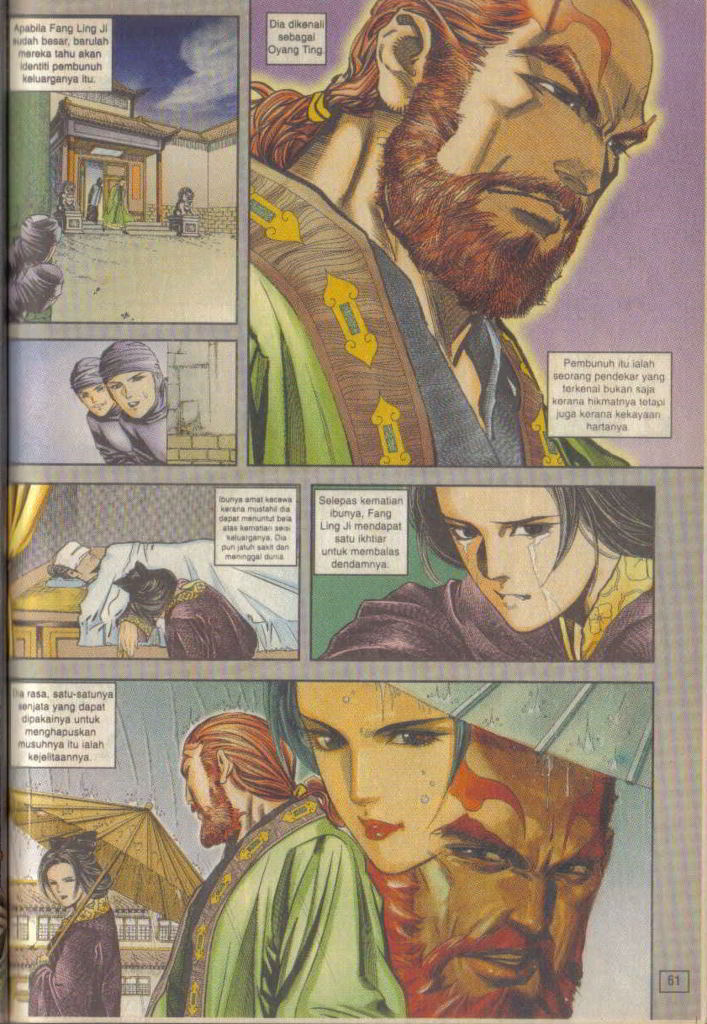 Apabila Fang Ling Ji
sudah besar, barulah
mereka tahu akan
identiti pembunuh
keluarganya itu.
Dia dikenali
sebagai
Oyang Ting.
Pembunuh itu ialah
seorang pendekar yang
terkenal bukan saja
kerana hikmatnya tetapi
juga kerana kekayaan
hartanya.
Ibunya amat kecewa
kerana mustahil dia
dapat menuntut bela
atas kematian seisi
keluarganya. Dia
pun jatuh sakit dan
meninggal dunia.
Selepas kematian
ibunya, Fang
Ling Ji mendapat
satu ikhtiar
untuk membalas
dendamnya.
Dia rasa, satu-satunya
senjata yang dapat
dipakainya untuk
menghapuskan
musuhnya itu ialah
kejelitaannya.
61